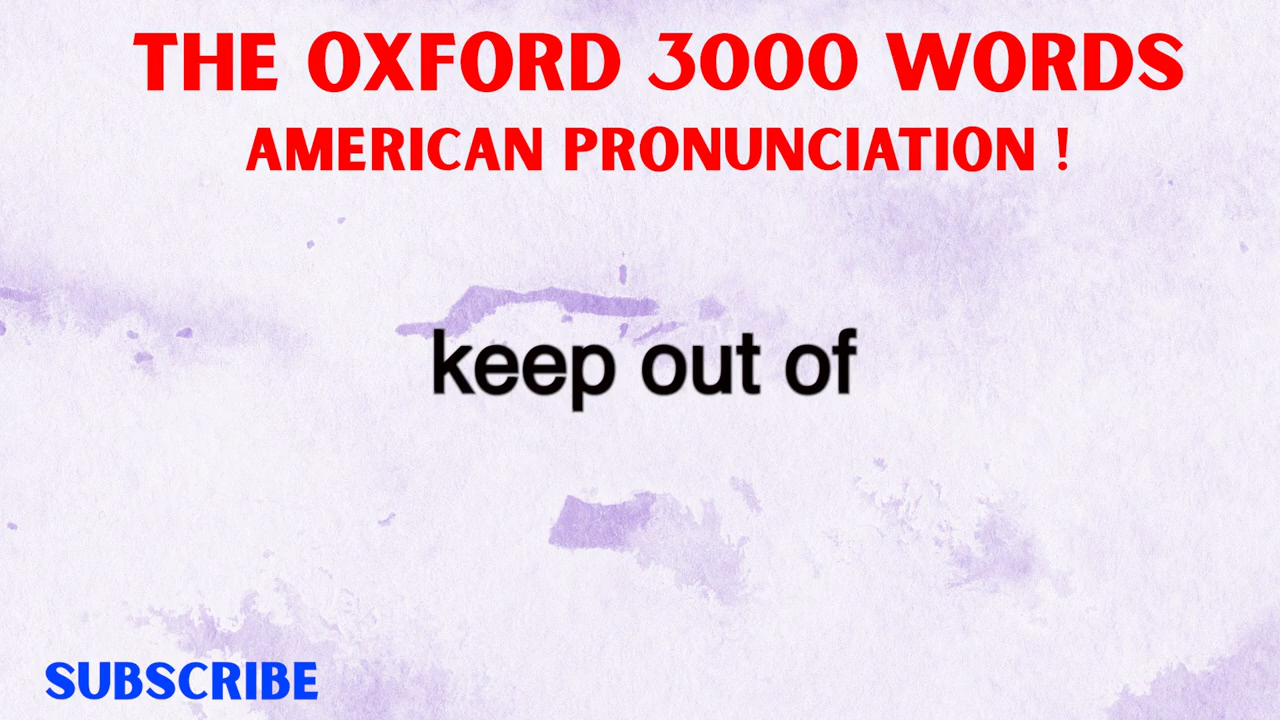 THE OXFORD 3000 WORDS
AMERICAN PRONUNCIATION !
keep out of
SUBSCRIBE